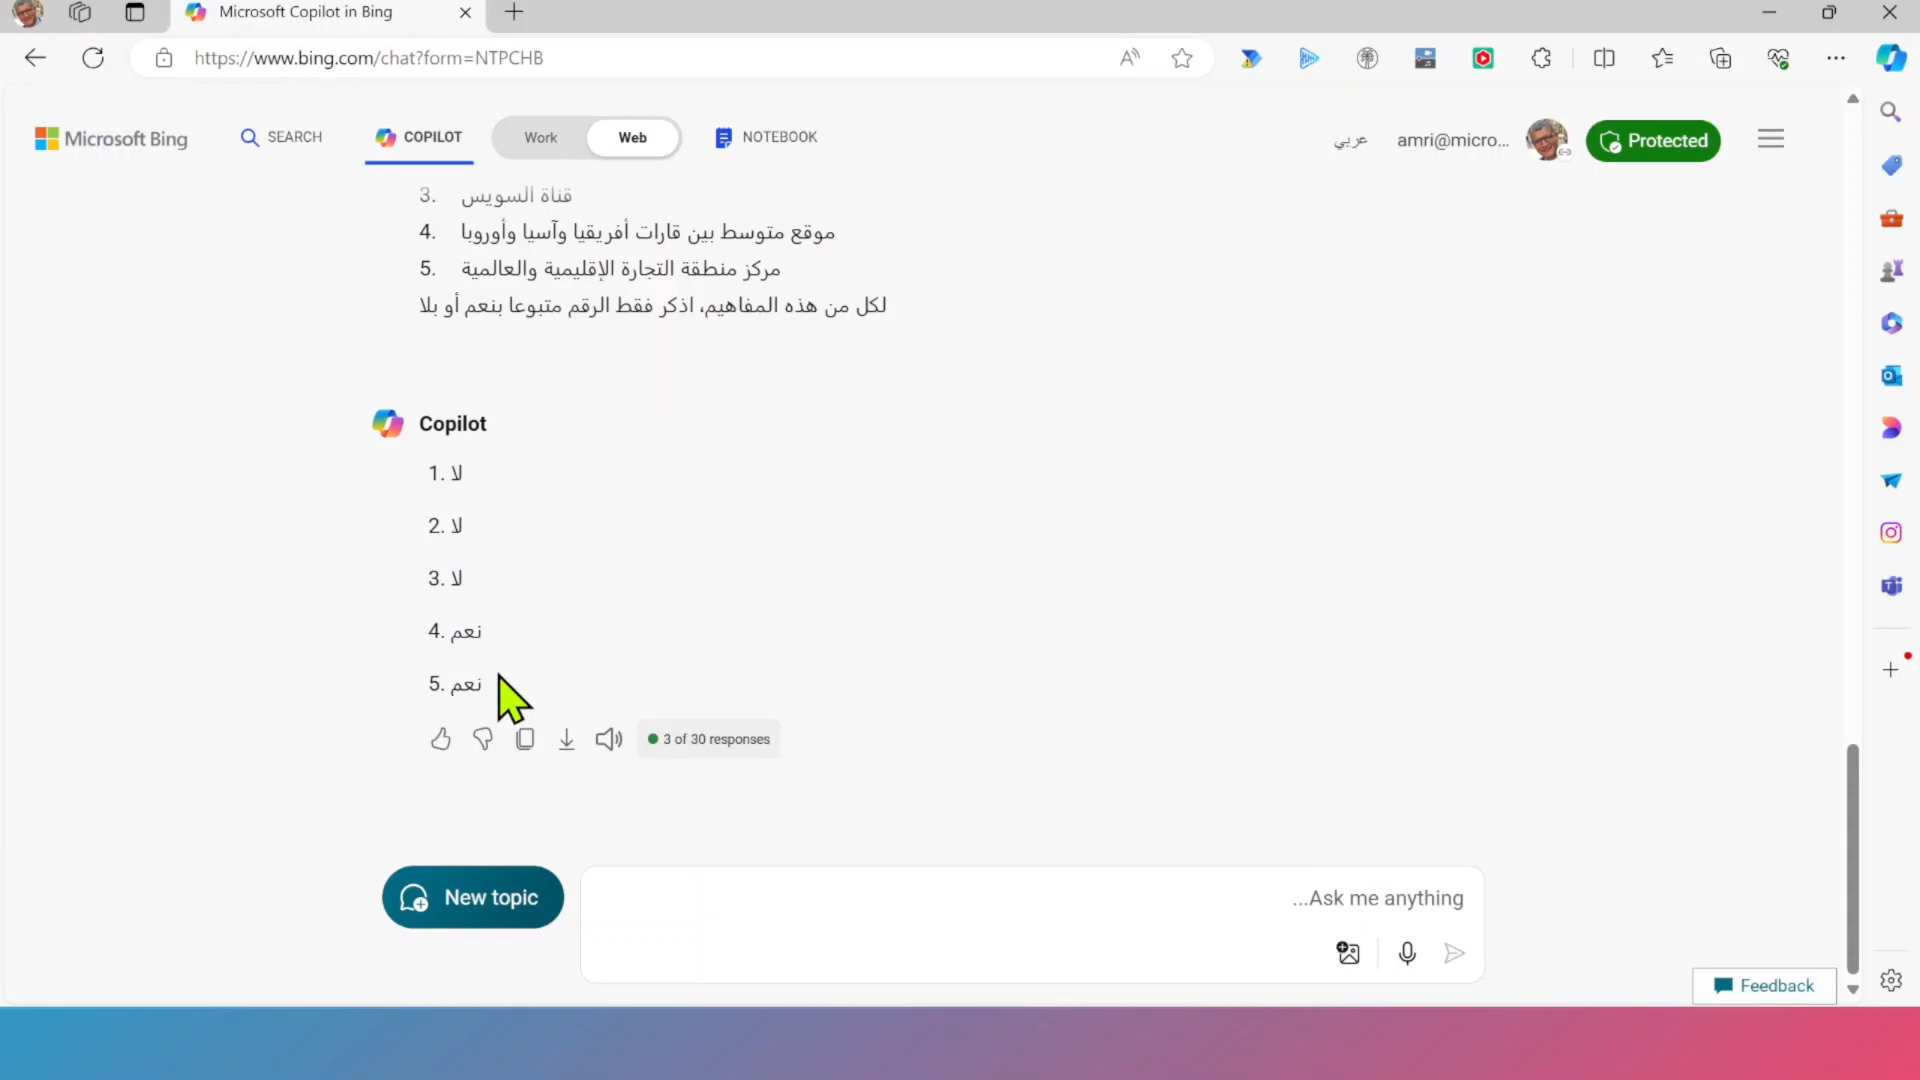 Microsoft Copilot in Bing
https://www.bing.com/chat?form=NTPCHB
Microsoft Bing
SEARCH
COPILOT
Work
Web
NOTEBOOK
عربي
amri@micro...
Protected
3. قناة السويس
4. موقع متوسط بين قارات أفريقيا وآسيا وأوروبا
5. مركز منطقة التجارة الإقليمية والعالمية
لكل من هذه المفاهيم، اذكر فقط الرقم متبوعا بنعم أو بلا
Copilot
1. لا
2. لا
3. لا
4. نعم
5. نعم
3 of 30 responses
New topic
...Ask me anything
Feedback